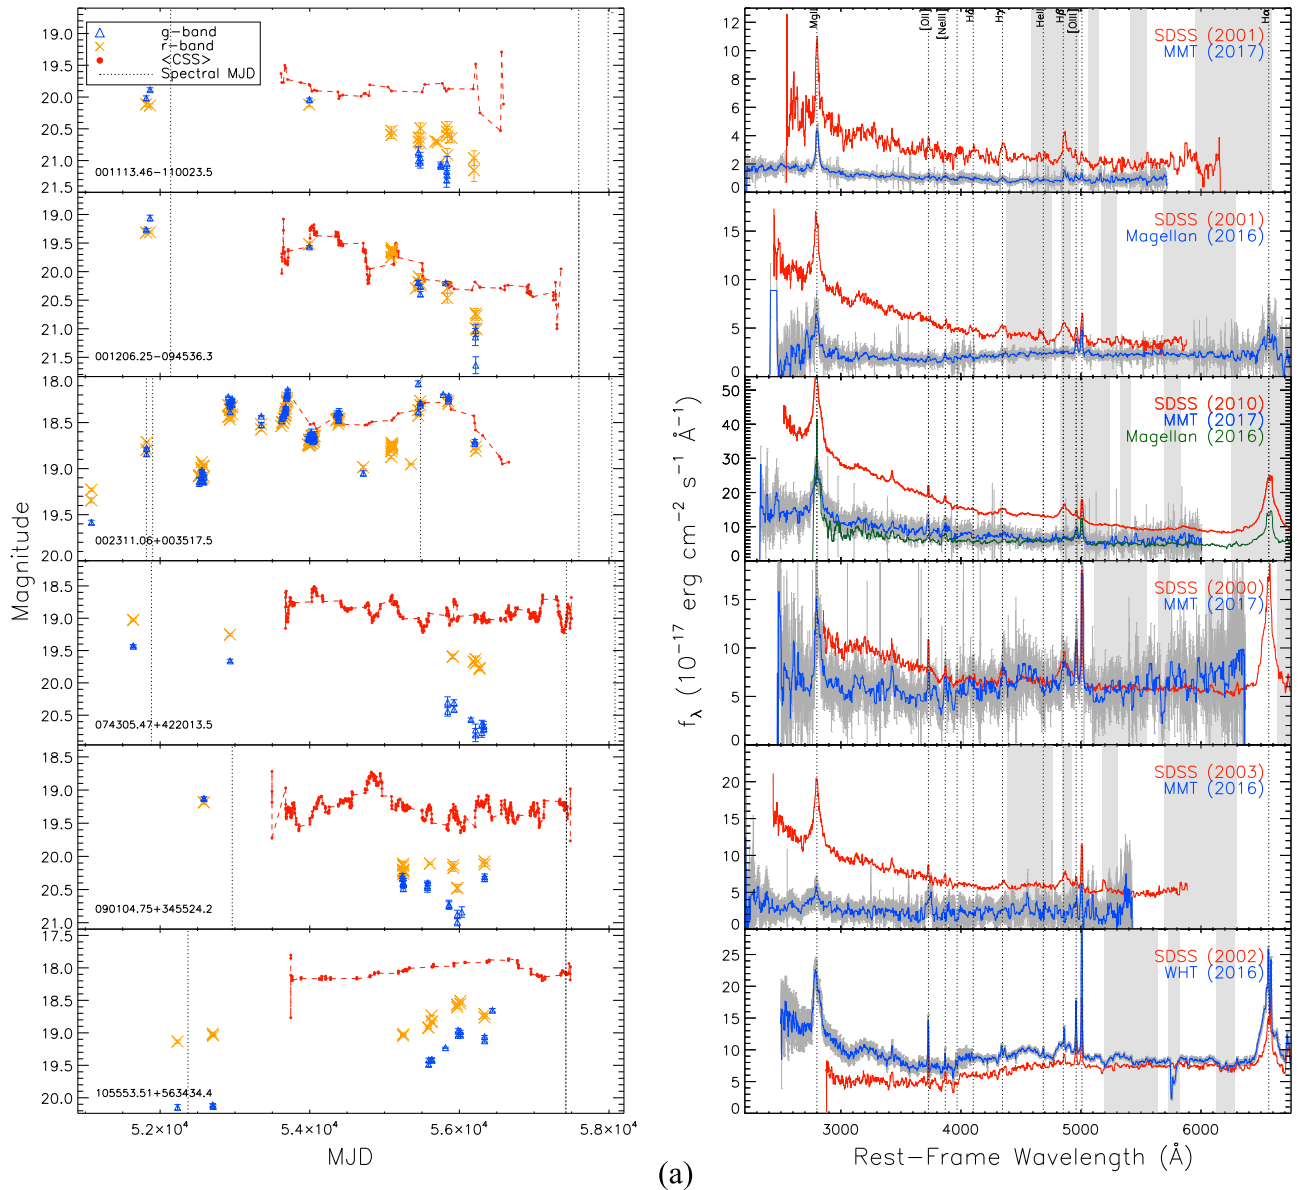 19.0
19.5
20.0
20.5
21.0
21.5
g-band
r-band
<CSS>
Spectral MJD
001113.46-110023.5
19.0
19.5
20.0
20.5
21.0
21.5
001206.25-094536.3
18.0
18.5
19.0
19.5
20.0
002311.06+003517.5
18.5
19.0
19.5
20.0
20.5
074305.47+422013.5
18.5
19.0
19.5
20.0
20.5
21.0
090104.75+345524.2
17.5
18.0
18.5
19.0
19.5
20.0
105553.51+563434.4
5.2×10⁴
5.4×10⁴
5.6×10⁴
5.8×10⁴
MJD
Magnitude
MgII
[OII]
[NeIII]
Hδ
Hγ
HeII
Hβ
[OIII]
Hα
12
10
8
6
4
2
0
SDSS (2001)
MMT (2017)
15
10
5
0
SDSS (2001)
Magellan (2016)
50
40
30
20
10
0
SDSS (2010)
MMT (2017)
Magellan (2016)
15
10
5
0
SDSS (2000)
MMT (2017)
20
15
10
5
0
SDSS (2003)
MMT (2016)
25
20
15
10
5
0
SDSS (2002)
WHT (2016)
3000
4000
5000
6000
Rest-Frame Wavelength (Å)
fλ (10⁻¹⁷ erg cm⁻² s⁻¹ Å⁻¹)
(a)